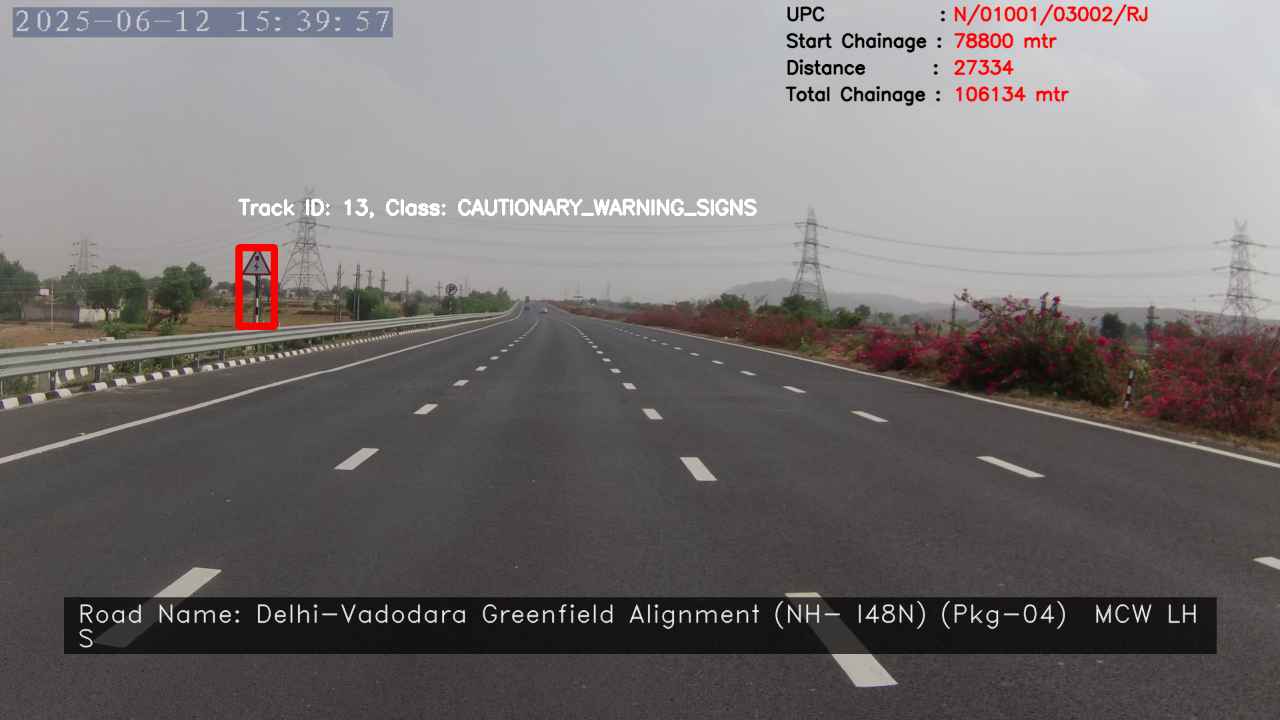 2025-06-12 15:39:57
UPC : N/01001/03002/RJ
Start Chainage : 78800 mtr
Distance : 27334
Total Chainage : 106134 mtr
Track ID: 13, Class: CAUTIONARY_WARNING_SIGNS
Road Name: Delhi-Vadodara Greenfield Alignment (NH- 148N) (Pkg-04) MCW LH
S